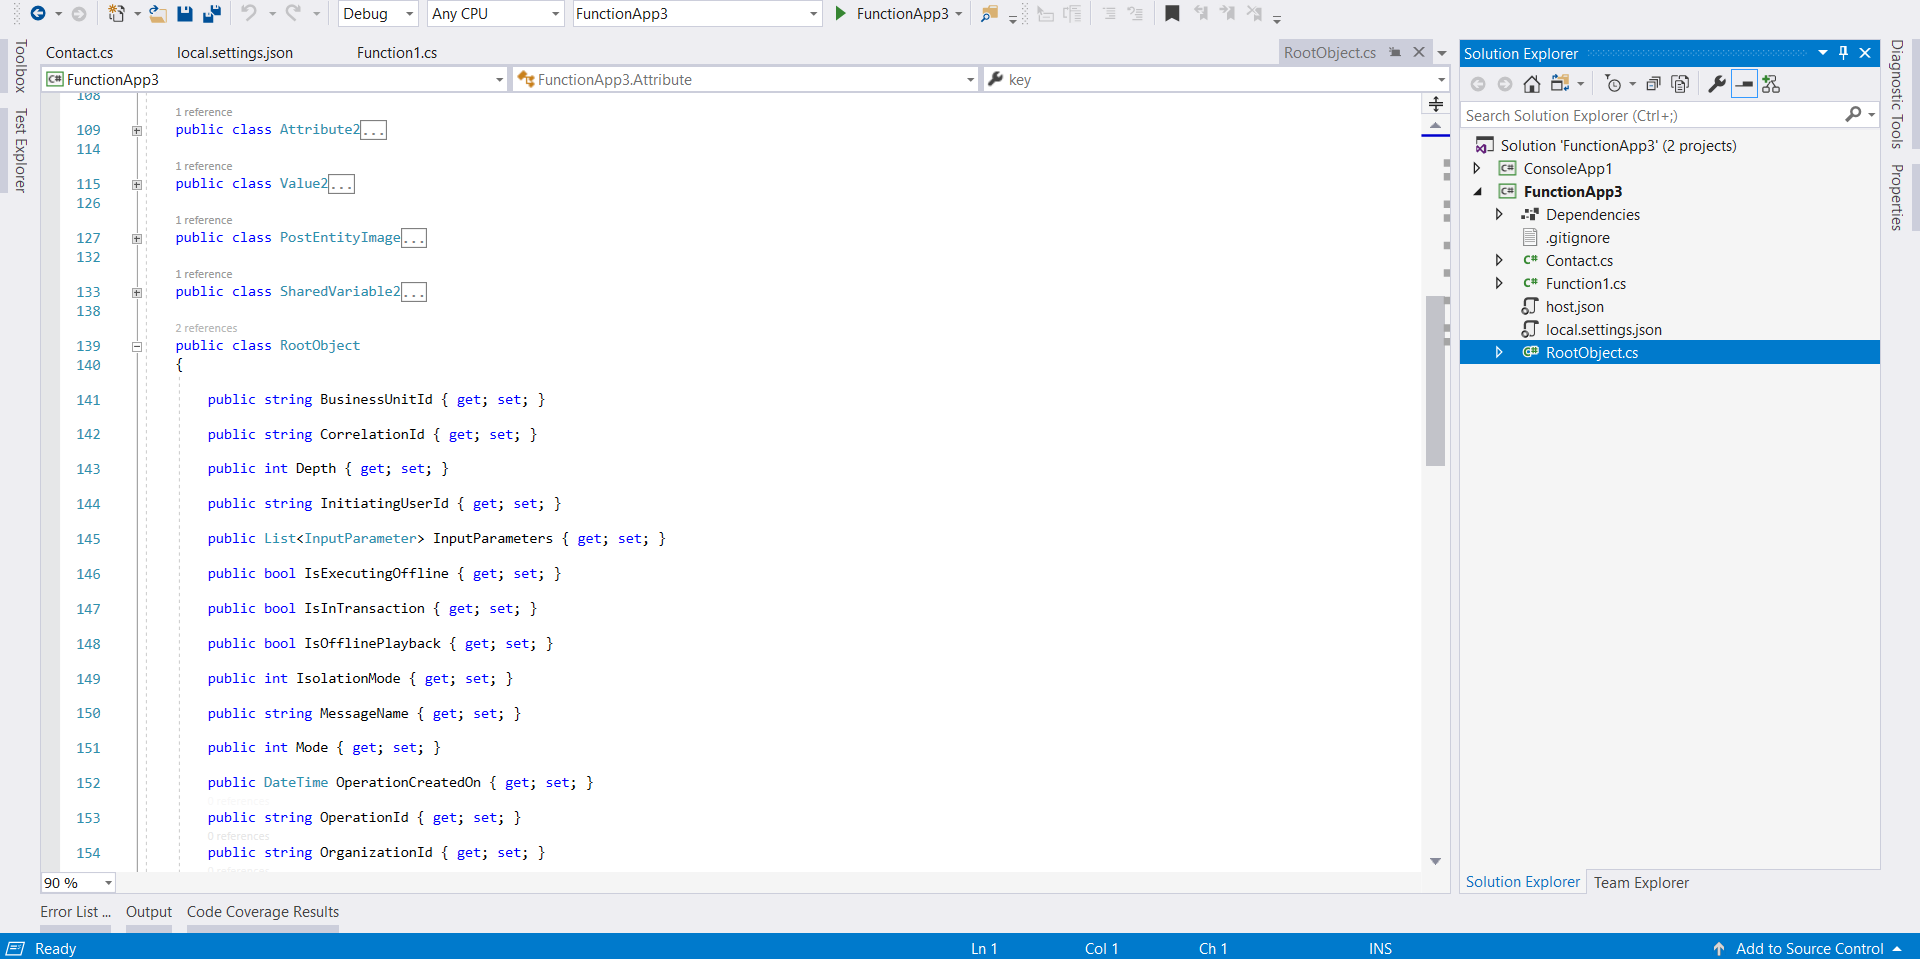 Debug Any CPU FunctionApp3 FunctionApp3
Contact.cs local.settings.json Function1.cs RootObject.cs
FunctionApp3 FunctionApp3.Attribute key
Toolbox
Test Explorer
108
1 reference
109 public class Attribute2...
114
1 reference
115 public class Value2...
126
1 reference
127 public class PostEntityImage...
132
1 reference
133 public class SharedVariable2...
138
2 references
139 public class RootObject
140 {
141 public string BusinessUnitId { get; set; }
142 public string CorrelationId { get; set; }
143 public int Depth { get; set; }
144 public string InitiatingUserId { get; set; }
145 public List<InputParameter> InputParameters { get; set; }
146 public bool IsExecutingOffline { get; set; }
147 public bool IsInTransaction { get; set; }
148 public bool IsOfflinePlayback { get; set; }
149 public int IsolationMode { get; set; }
150 public string MessageName { get; set; }
151 public int Mode { get; set; }
152 public DateTime OperationCreatedOn { get; set; }
153 public string OperationId { get; set; }
0 references
154 public string OrganizationId { get; set; }
90 %
Solution Explorer
Search Solution Explorer (Ctrl+;)
Solution 'FunctionApp3' (2 projects)
C# ConsoleApp1
C# FunctionApp3
Dependencies
.gitignore
C# Contact.cs
C# Function1.cs
host.json
local.settings.json
C# RootObject.cs
Solution Explorer Team Explorer
Diagnostic Tools
Properties
Error List ... Output Code Coverage Results
Ready Ln 1 Col 1 Ch 1 INS Add to Source Control